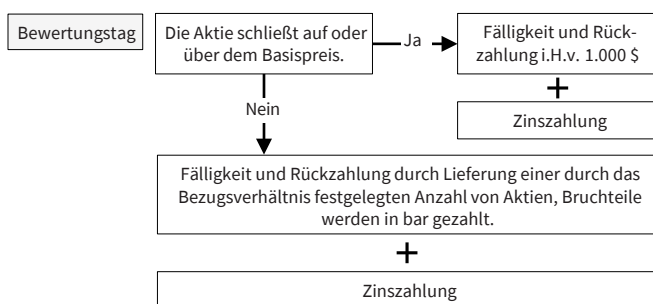 Bewertungstag
Die Aktie schließt auf oder
über dem Basispreis.
Ja
Fälligkeit und Rück-
zahlung i.H.v. 1.000 $
+
Zinszahlung
Nein
Fälligkeit und Rückzahlung durch Lieferung einer durch das
Bezugsverhältnis festgelegten Anzahl von Aktien, Bruchteile
werden in bar gezahlt.
+
Zinszahlung